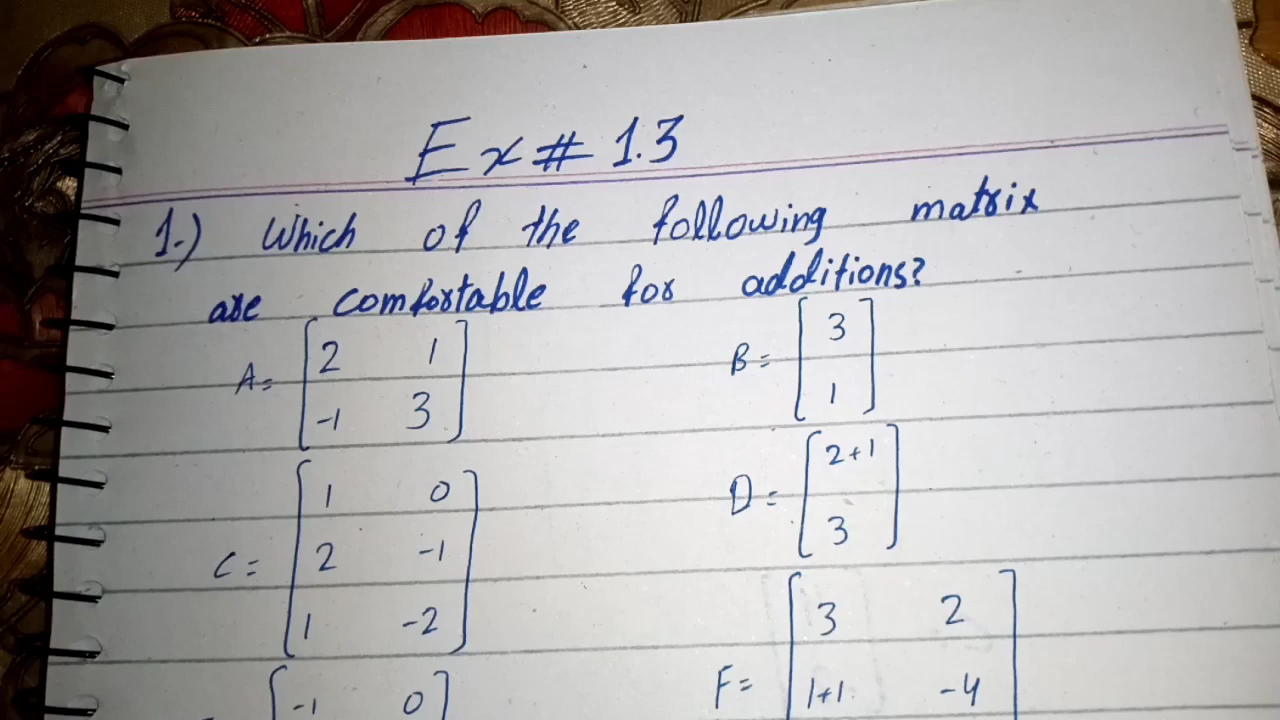 Ex # 1.3
1.) Which of the following matrix
are comfortable for additions?
A= [2 1
-1 3]
B= [3
1]
C= [1 0
2 -1
1 -2]
D= [2+1
3]
[-1 0]
F= [3 2
1+1 -4